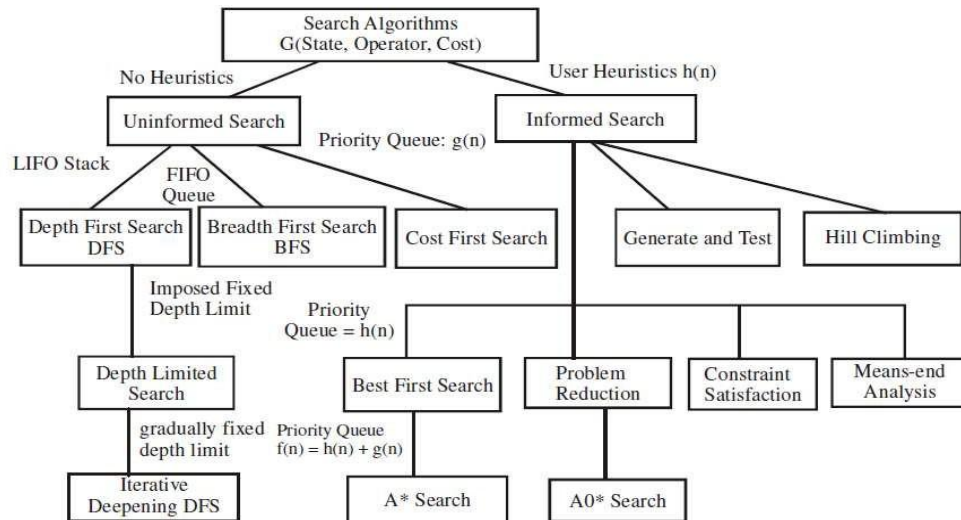 Search Algorithms
G(State, Operator, Cost)
No Heuristics
User Heuristics h(n)
Uninformed Search
Informed Search
Priority Queue: g(n)
LIFO Stack
FIFO
Queue
Depth First Search
DFS
Breadth First Search
BFS
Cost First Search
Generate and Test
Hill Climbing
Imposed Fixed
Depth Limit
Priority
Queue = h(n)
Depth Limited
Search
Best First Search
Problem
Reduction
Constraint
Satisfaction
Means-end
Analysis
gradually fixed
depth limit
Priority Queue
f(n) = h(n) + g(n)
Iterative
Deepening DFS
A* Search
A0* Search